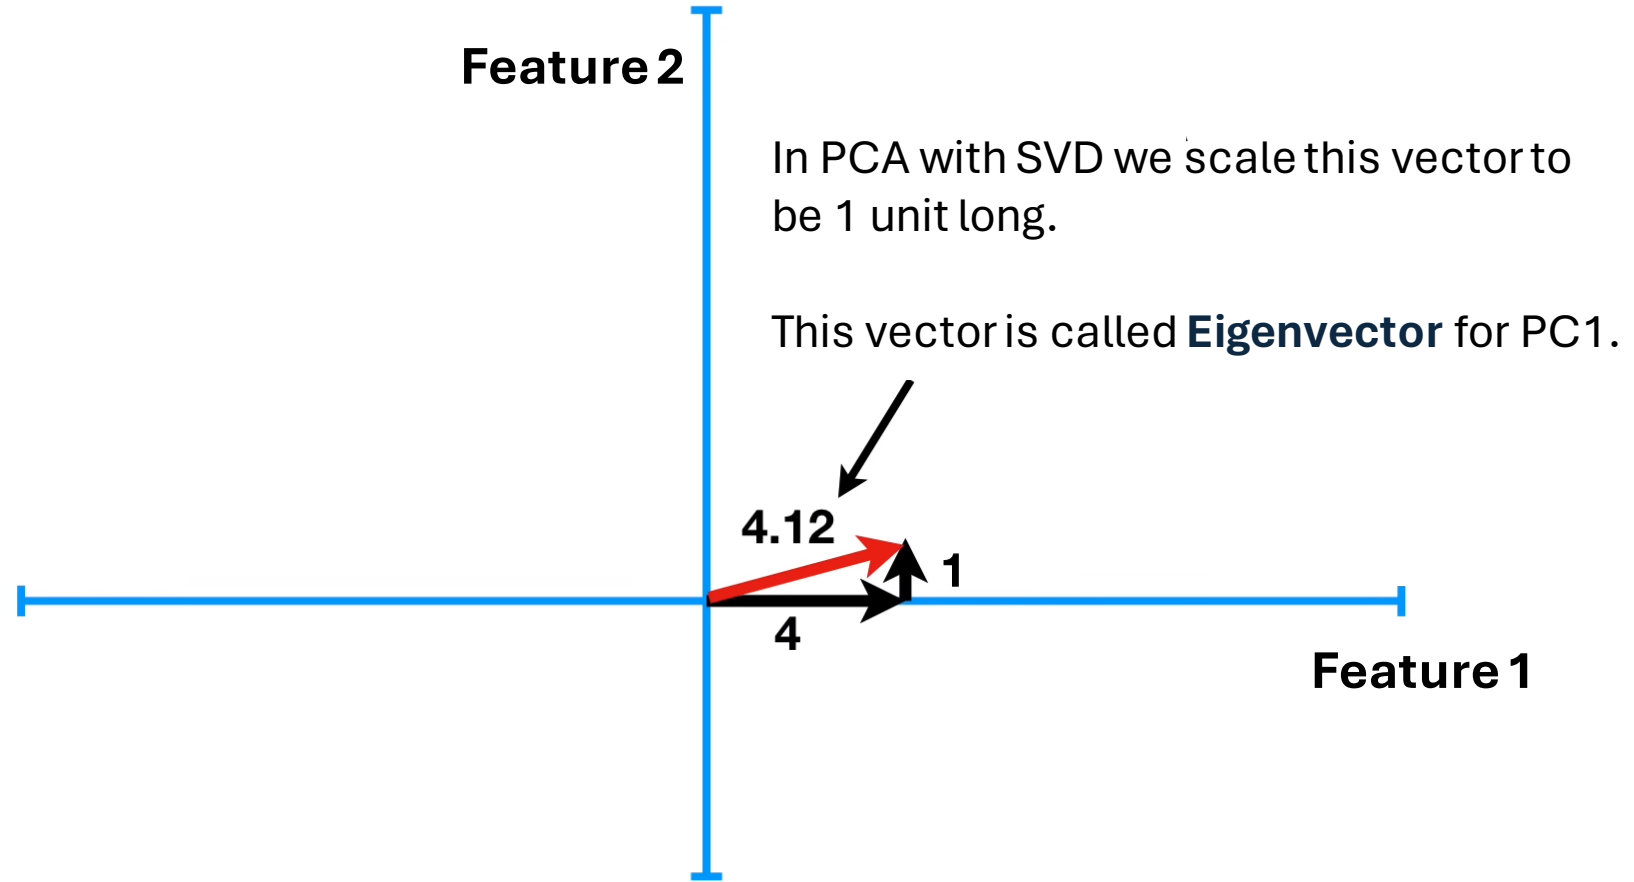 Feature 2
In PCA with SVD we scale this vector to
be 1 unit long.
This vector is called Eigenvector for PC1.
4.12
1
4
Feature 1